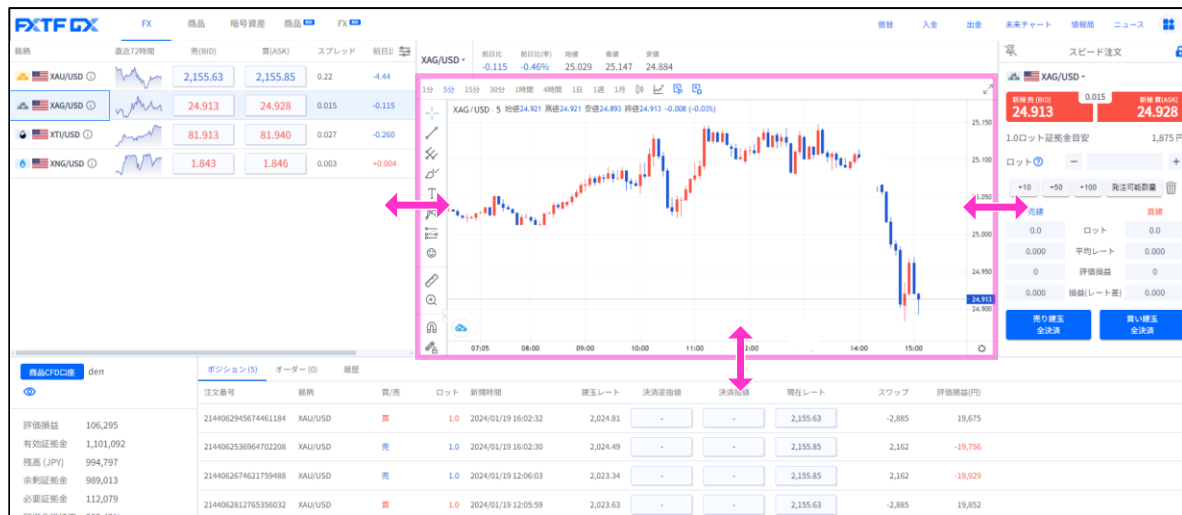 FXTF GX FX 商品 暗号資産 商品 FX 振替 入金 出金 未来チャート 情報局 ニュース
銘柄 直近72時間 売(BID) 買(ASK) スプレッド 前日比
XAU/USD 2,155.63 2,155.85 0.22 -4.44
XAG/USD 24.913 24.928 0.015 -0.115
XTI/USD 81.913 81.940 0.027 -0.260
XNG/USD 1.843 1.846 0.003 +0.004
XAG/USD 前日比 前日比(率) 始値 高値 安値
-0.115 -0.46% 25.029 25.147 24.884
1分 5分 15分 30分 1時間 4時間 1日 1週 1月
XAG/USD · 5 始値24.921 高値24.921 安値24.893 終値24.913 -0.008 (-0.035)
25.150
25.100
25.050
25.000
24.950
24.913
24.900
07:05 08:00 09:00 10:00 11:00 12:00 14:00 15:00
スピード注文
XAG/USD
新規 売 (BID) 0.015 新規 買(ASK)
24.913 24.928
1.0ロット証拠金目安 1,875 円
ロット − +
+10 +50 +100 発注可能数量
売建 買建
0.0 ロット 0.0
0.000 平均レート 0.000
0 評価損益 0
0.000 損益(レート差) 0.000
売り建玉 買い建玉
全決済 全決済
商品CFD口座 den
評価損益 106,295
有効証拠金 1,101,092
残高 (JPY) 994,797
余剰証拠金 989,013
必要証拠金 112,079
ポジション (5) オーダー (0) 履歴
注文番号 銘柄 買/売 ロット 新規時間 建玉レート 決済逆指値 決済指値 現在レート スワップ 評価損益(円)
2144062945674461184 XAU/USD 買 1.0 2024/01/19 16:02:32 2,024.81 - - 2,155.63 -2,885 19,675
2144062536964702208 XAU/USD 売 1.0 2024/01/19 16:02:30 2,024.49 - - 2,155.85 2,162 -19,756
2144062674621759488 XAU/USD 売 1.0 2024/01/19 12:06:03 2,023.34 - - 2,155.85 2,162 -19,929
2144062812765356032 XAU/USD 買 1.0 2024/01/19 12:05:59 2,023.63 - - 2,155.63 -2,885 19,852